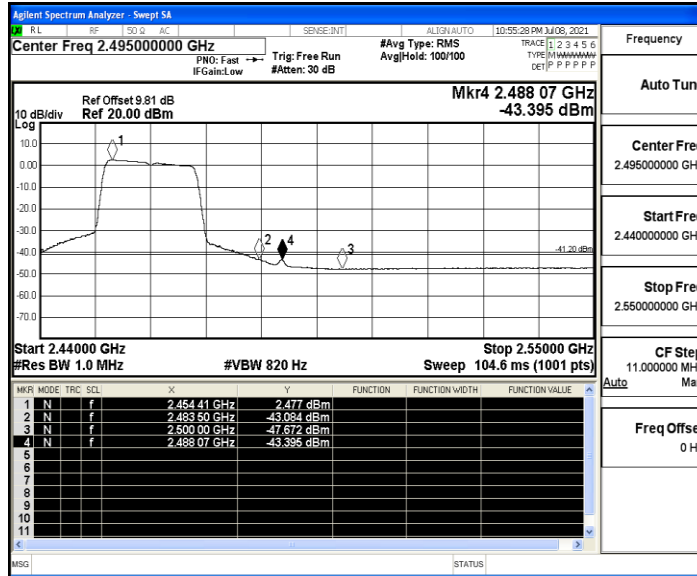 Agilent Spectrum Analyzer - Swept SA
RL RF 50 Ω AC SENSE:INT ALIGN AUTO 10:55:28 PM Jul 08, 2021
Center Freq 2.495000000 GHz #Avg Type: RMS TRACE 1 2 3 4 5 6
PNO: Fast Trig: Free Run Avg|Hold: 100/100 TYPE M
IFGain:Low #Atten: 30 dB DET P P P P P P
Mkr4 2.488 07 GHz
-43.395 dBm
Ref Offset 9.81 dB
10 dB/div Ref 20.00 dBm
Log
10.0
0.00
-10.0
-20.0
-30.0
-40.0
-50.0
-60.0
-70.0
1
2
4
3
-41.20 dBm
Start 2.44000 GHz Stop 2.55000 GHz
#Res BW 1.0 MHz #VBW 820 Hz Sweep 104.6 ms (1001 pts)
MKR MODE TRC SCL X Y FUNCTION FUNCTION WIDTH FUNCTION VALUE
1 N f 2.454 41 GHz 2.477 dBm
2 N f 2.483 50 GHz -43.084 dBm
3 N f 2.500 00 GHz -47.672 dBm
4 N f 2.488 07 GHz -43.395 dBm
5
6
7
8
9
10
11
MSG STATUS
Frequency
Auto Tun
Center Fre
2.495000000 GH
Start Fre
2.440000000 GH
Stop Fre
2.550000000 GH
CF Ste
11.000000 MH
Auto Ma
Freq Offse
0 H